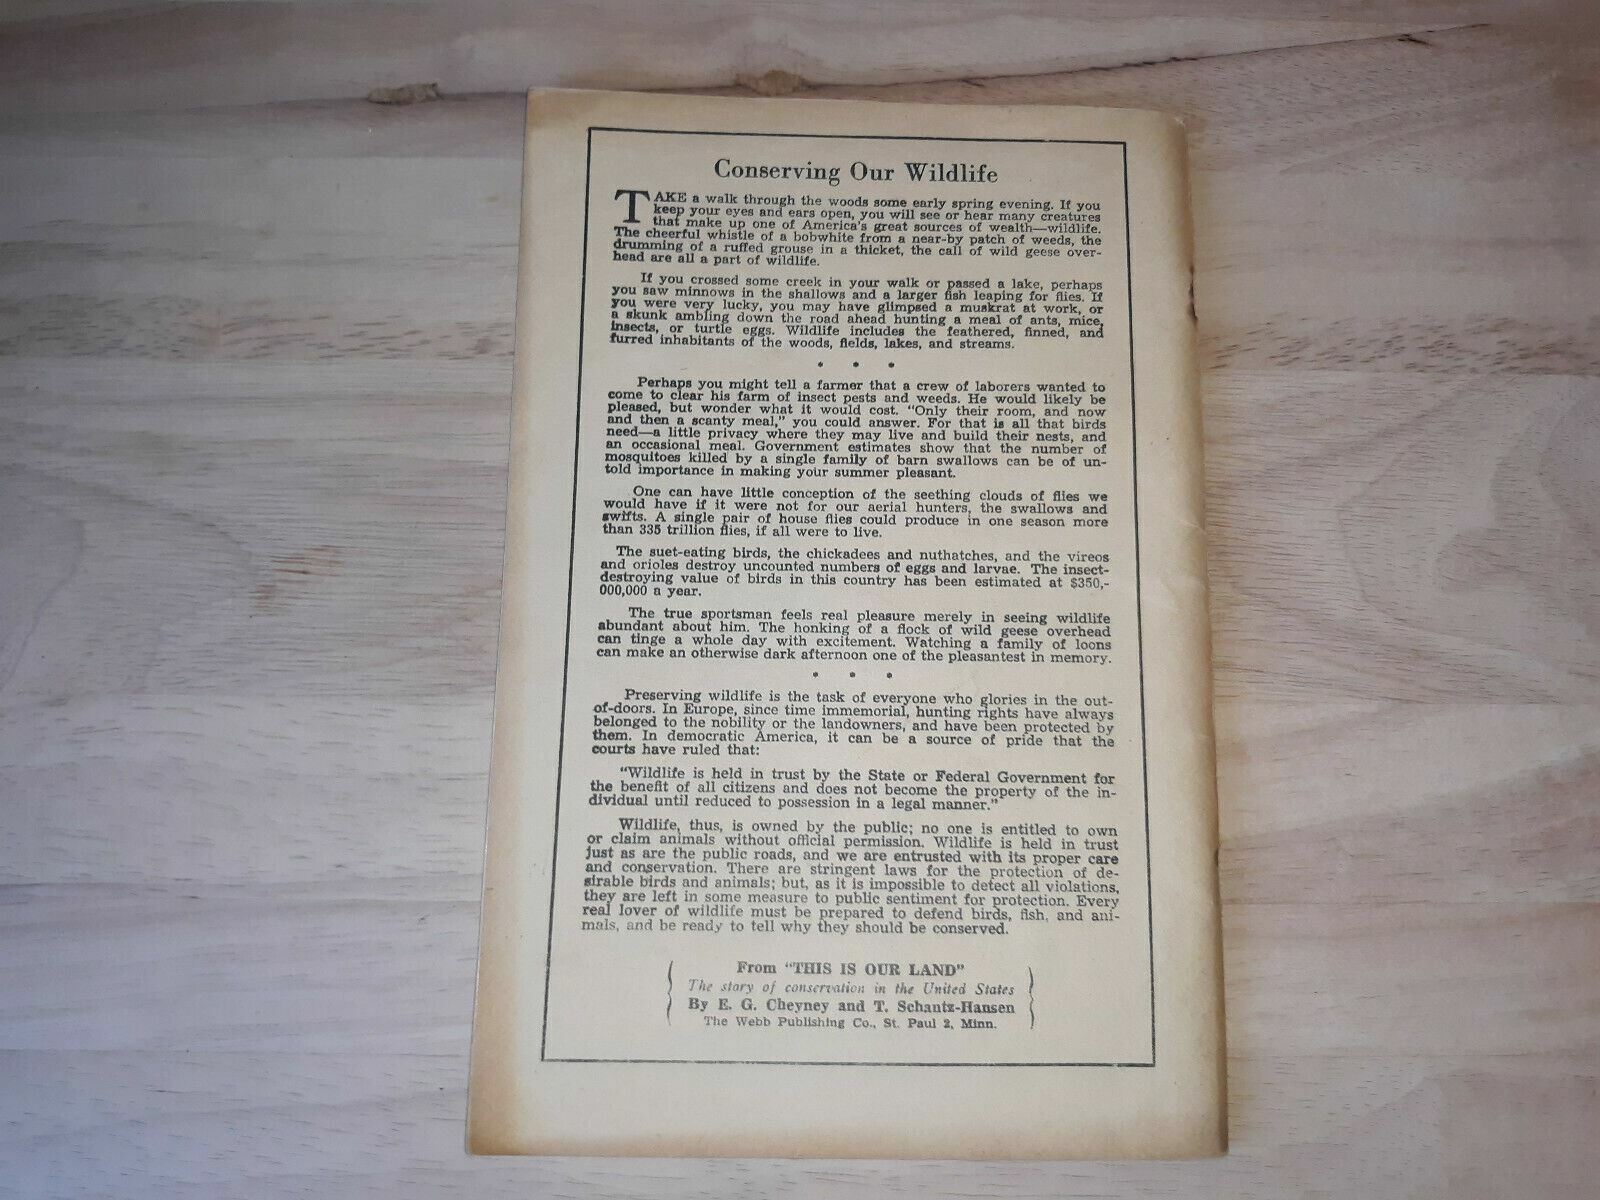 Conserving Our Wildlife
TAKE a walk through the woods some early spring evening. If you
keep your eyes and ears open, you will see or hear many creatures
that make up one of America's great sources of wealth—wildlife.
The cheerful whistle of a bobwhite from a near-by patch of weeds, the
drumming of a ruffed grouse in a thicket, the call of wild geese over-
head are all a part of wildlife.
If you crossed some creek in your walk or passed a lake, perhaps
you saw minnows in the shallows and a larger fish leaping for flies. If
you were very lucky, you may have glimpsed a muskrat at work, or
a skunk ambling down the road ahead hunting a meal of ants, mice,
insects, or turtle eggs. Wildlife includes the feathered, finned, and
furred inhabitants of the woods, fields, lakes, and streams.
* * *
Perhaps you might tell a farmer that a crew of laborers wanted to
come to clear his farm of insect pests and weeds. He would likely be
pleased, but wonder what it would cost. "Only their room, and now
and then a scanty meal," you could answer. For that is all that birds
need—a little privacy where they may live and build their nests, and
an occasional meal. Government estimates show that the number of
mosquitoes killed by a single family of barn swallows can be of un-
told importance in making your summer pleasant.
One can have little conception of the seething clouds of flies we
would have if it were not for our aerial hunters, the swallows and
swifts. A single pair of house flies could produce in one season more
than 335 trillion flies, if all were to live.
The suet-eating birds, the chickadees and nuthatches, and the vireos
and orioles destroy uncounted numbers of eggs and larvae. The insect-
destroying value of birds in this country has been estimated at $350,-
000,000 a year.
The true sportsman feels real pleasure merely in seeing wildlife
abundant about him. The honking of a flock of wild geese overhead
can tinge a whole day with excitement. Watching a family of loons
can make an otherwise dark afternoon one of the pleasantest in memory.
* * *
Preserving wildlife is the task of everyone who glories in the out-
of-doors. In Europe, since time immemorial, hunting rights have always
belonged to the nobility or the landowners, and have been protected by
them. In democratic America, it can be a source of pride that the
courts have ruled that:
"Wildlife is held in trust by the State or Federal Government for
the benefit of all citizens and does not become the property of the in-
dividual until reduced to possession in a legal manner."
Wildlife, thus, is owned by the public; no one is entitled to own
or claim animals without official permission. Wildlife is held in trust
just as are the public roads, and we are entrusted with its proper care
and conservation. There are stringent laws for the protection of de-
sirable birds and animals; but, as it is impossible to detect all violations,
they are left in some measure to public sentiment for protection. Every
real lover of wildlife must be prepared to defend birds, fish, and ani-
mals, and be ready to tell why they should be conserved.
From "THIS IS OUR LAND"
The story of conservation in the United States
By E. G. Cheyney and T. Schantz-Hansen
The Webb Publishing Co., St. Paul 2, Minn.